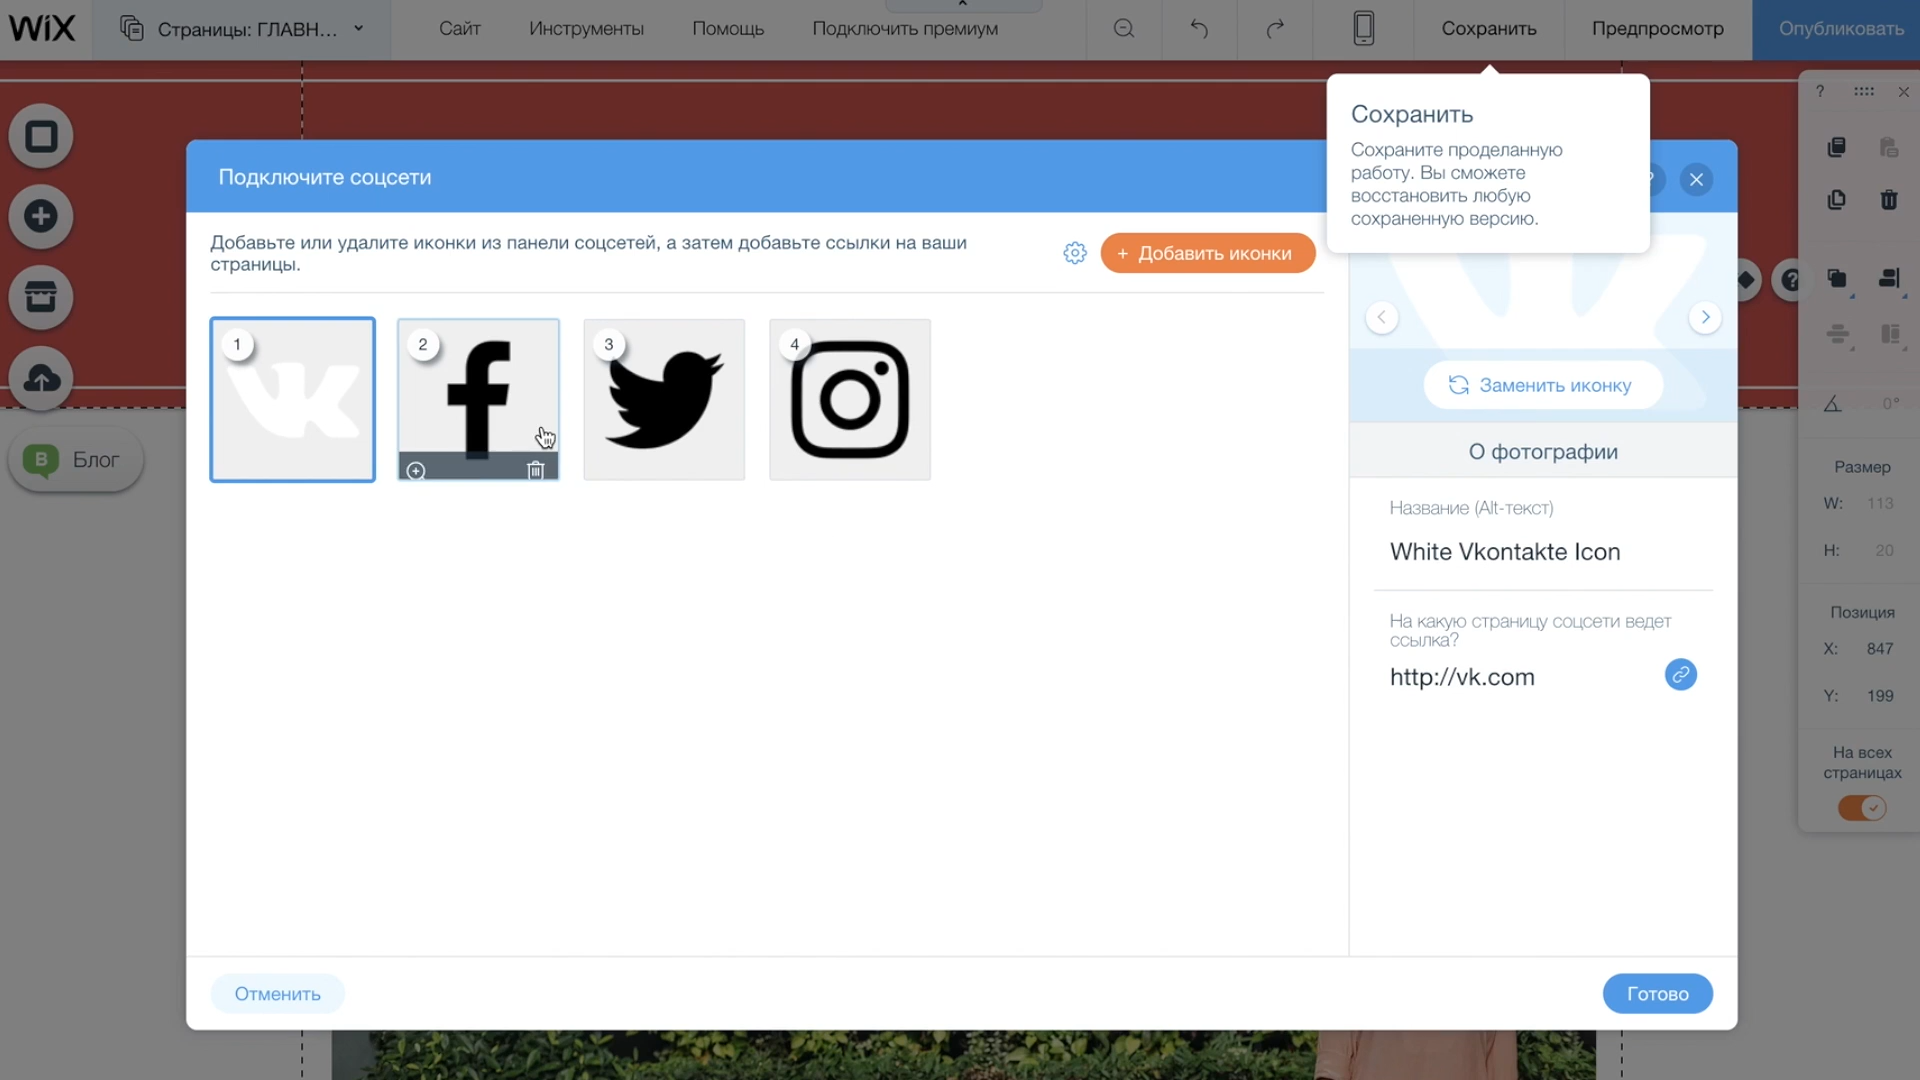 WiX
Страницы: ГЛАВН...
Сайт
Инструменты
Помощь
Подключить премиум
Сохранить
Предпросмотр
Опубликовать
Сохранить
Сохраните проделанную
работу. Вы сможете
восстановить любую
сохраненную версию.
?
Подключите соцсети
Добавьте или удалите иконки из панели соцсетей, а затем добавьте ссылки на ваши
страницы.
+ Добавить иконки
1
2
3
4
Заменить иконку
?
0°
B Блог
О фотографии
Название (Alt-текст)
White Vkontakte Icon
На какую страницу соцсети ведет
ссылка?
http://vk.com
Размер
W: 113
H: 20
Позиция
X: 847
Y: 199
На всех
страницах
Отменить
Готово